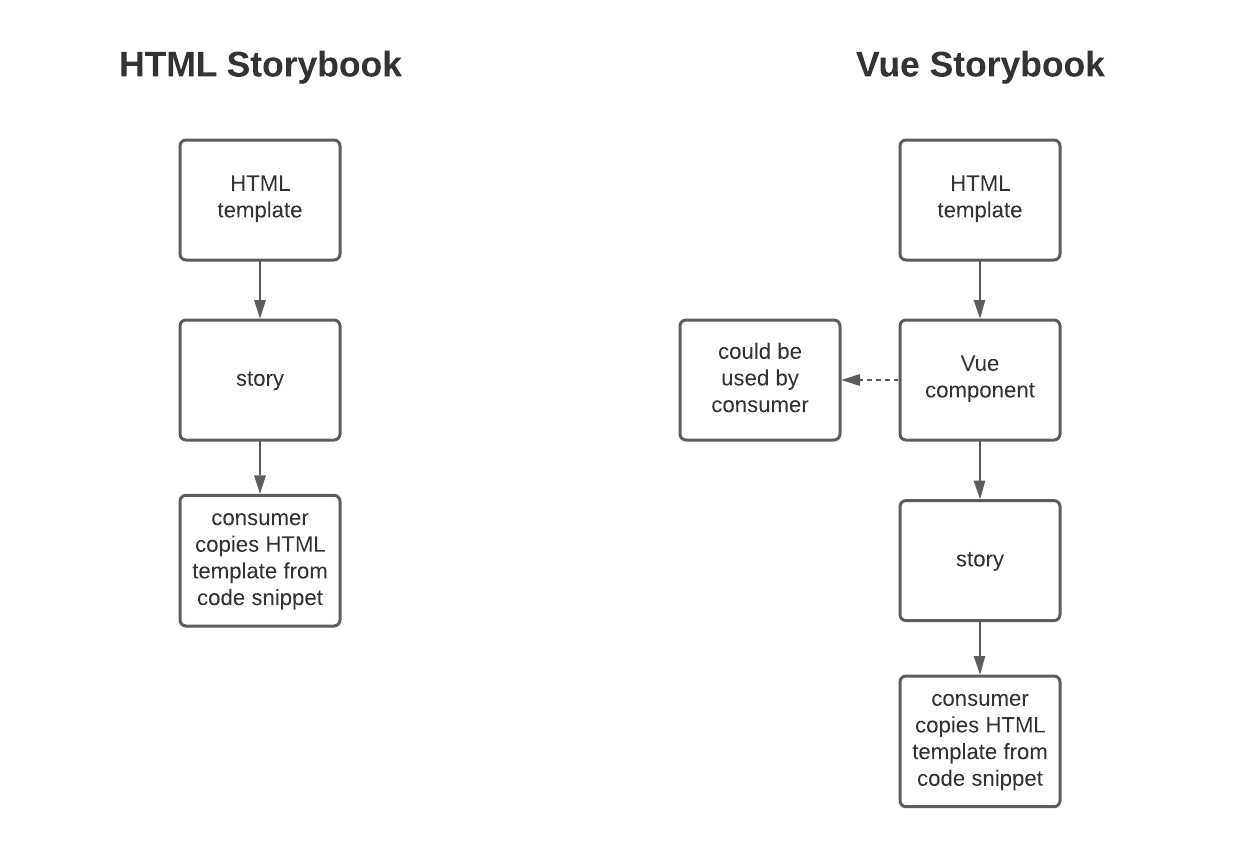 HTML Storybook
HTML
template
story
consumer
copies HTML
template from
code snippet
Vue Storybook
HTML
template
could be
used by
consumer
Vue
component
story
consumer
copies HTML
template from
code snippet